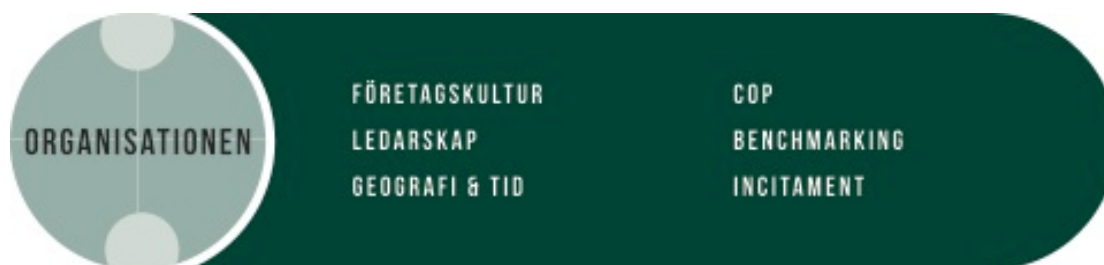 ORGANISATIONEN
FÖRETAGSKULTUR
LEDARSKAP
GEOGRAFI & TID
COP
BENCHMARKING
INCITAMENT